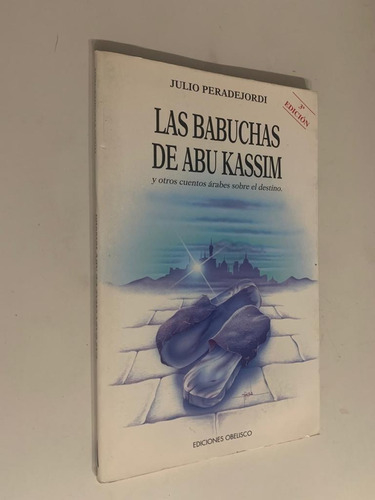 JULIO PERADEJORDI
3ª
EDICIÓN
LAS BABUCHAS
DE ABU KASSIM
y otros cuentos árabes sobre el destino.
EDICIONES OBELISCO